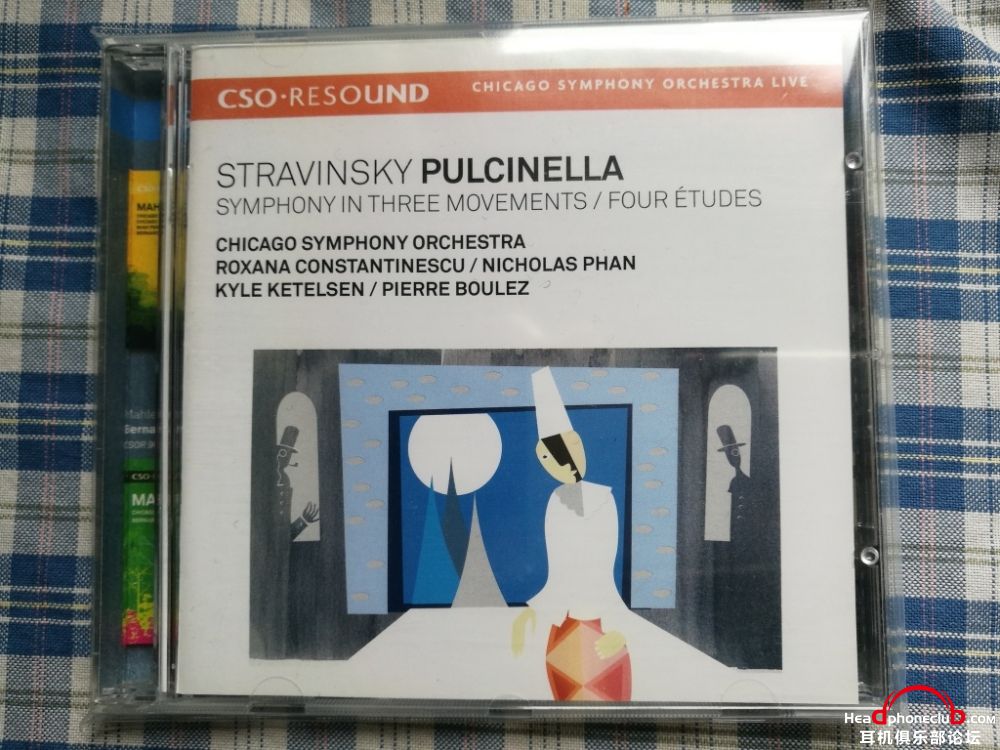 CSO·RESOUND
CHICAGO SYMPHONY ORCHESTRA LIVE
STRAVINSKY PULCINELLA
SYMPHONY IN THREE MOVEMENTS / FOUR ÉTUDES
CHICAGO SYMPHONY ORCHESTRA
ROXANA CONSTANTINESCU / NICHOLAS PHAN
KYLE KETELSEN / PIERRE BOULEZ
Headphoneclub.com
耳机俱乐部论坛